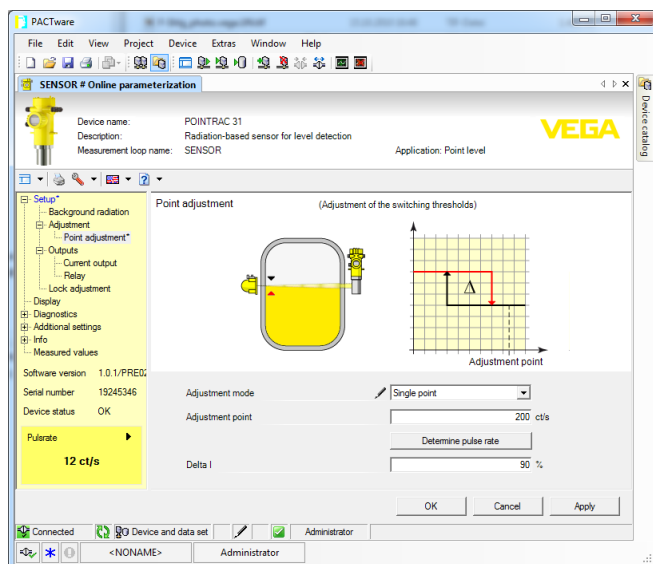 PACTware
File Edit View Project Device Extras Window Help
SENSOR # Online parameterization
Device name: POINTRAC 31
Description: Radiation-based sensor for level detection
Measurement loop name: SENSOR Application: Point level
VEGA
Device catalog
Setup*
Background radiation
Adjustment
Point adjustment*
Outputs
Current output
Relay
Lock adjustment
Display
Diagnostics
Additional settings
Info
Measured values
Software version 1.0.1/PRE02
Serial number 19245346
Device status OK
Pulsrate
12 ct/s
Point adjustment (Adjustment of the switching thresholds)
Δ
Adjustment point
Adjustment mode Single point
Adjustment point 200 ct/s
Determine pulse rate
Delta I 90 %
OK Cancel Apply
Connected Device and data set Administrator
<NONAME> Administrator